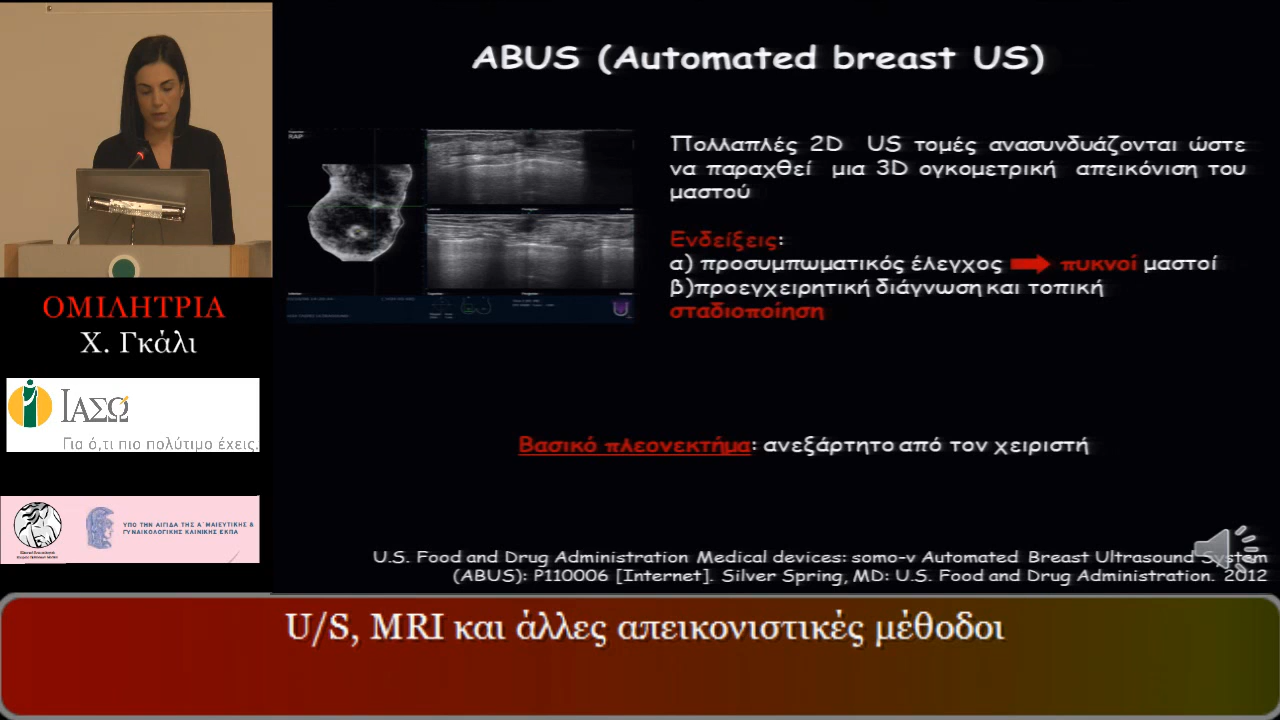 ABUS (Automated breast US)
Πολλαπλές 2D US τομές ανασυνδυάζονται ώστε
να παραχθεί μια 3D ογκομετρική απεικόνιση του
μαστού
Ενδείξεις:
α) προσυμπωματικός έλεγχος πυκνοί μαστοί
β)προεγχειρητική διάγνωση και τοπική
σταδιοποίηση
Βασικό πλεονεκτήμα: ανεξάρτητο από τον χειριστή
U.S. Food and Drug Administration Medical devices: somo-v Automated Breast Ultrasound System
(ABUS): P110006 [Internet]. Silver Spring, MD: U.S. Food and Drug Administration. 2012
ΟΜΙΛΗΤΡΙΑ
Χ. Γκάλι
ΙΑΣΩ
Για ό,τι πιο πολύτιμο έχεις.
ΥΠΟ ΤΗΝ ΑΙΓΙΔΑ ΤΗΣ Α΄ΜΑΙΕΥΤΙΚΗΣ &
ΓΥΝΑΙΚΟΛΟΓΙΚΗΣ ΚΛΙΝΙΚΗΣ ΕΚΠΑ
U/S, MRI και άλλες απεικονιστικές μέθοδοι